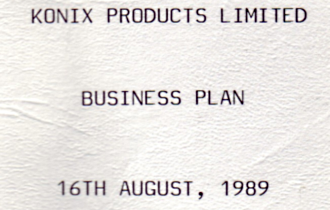 KONIX PRODUCTS LIMITED
BUSINESS PLAN
16TH AUGUST, 1989